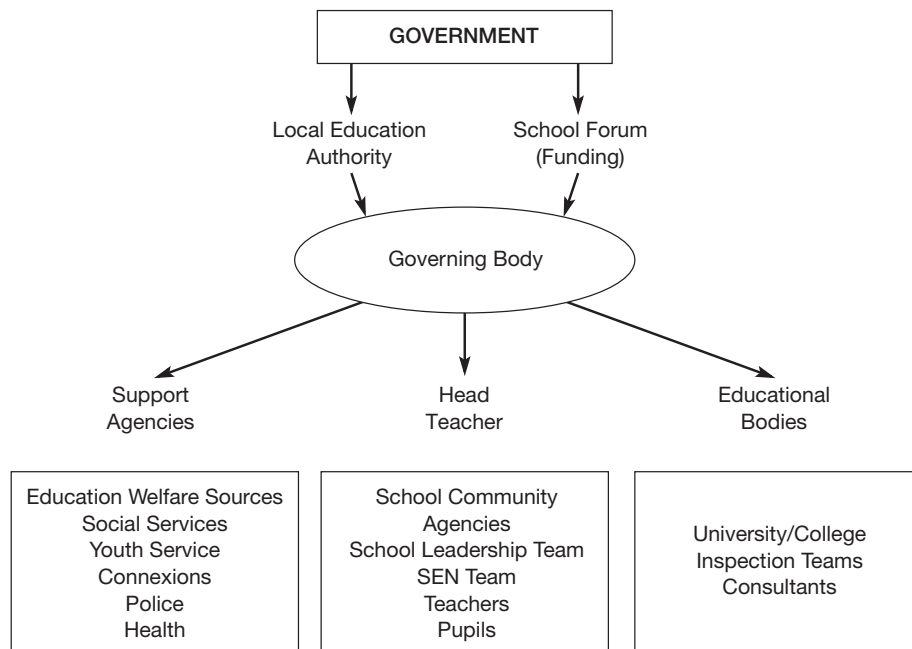 GOVERNMENT
Local Education
Authority
School Forum
(Funding)
Governing Body
Support
Agencies
Head
Teacher
Educational
Bodies
Education Welfare Sources
Social Services
Youth Service
Connexions
Police
Health
School Community
Agencies
School Leadership Team
SEN Team
Teachers
Pupils
University/College
Inspection Teams
Consultants